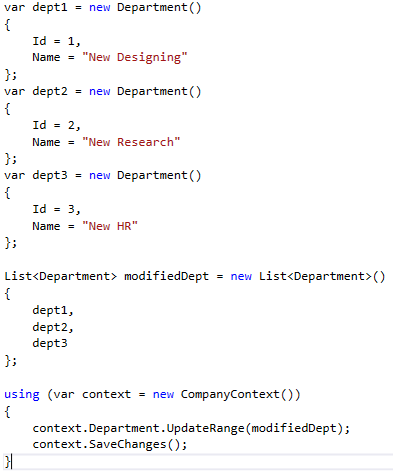 var dept1 = new Department()
{
    Id = 1,
    Name = "New Designing"
};
var dept2 = new Department()
{
    Id = 2,
    Name = "New Research"
};
var dept3 = new Department()
{
    Id = 3,
    Name = "New HR"
};

List<Department> modifiedDept = new List<Department>()
{
    dept1,
    dept2,
    dept3
};

using (var context = new CompanyContext())
{
    context.Department.UpdateRange(modifiedDept);
    context.SaveChanges();
}